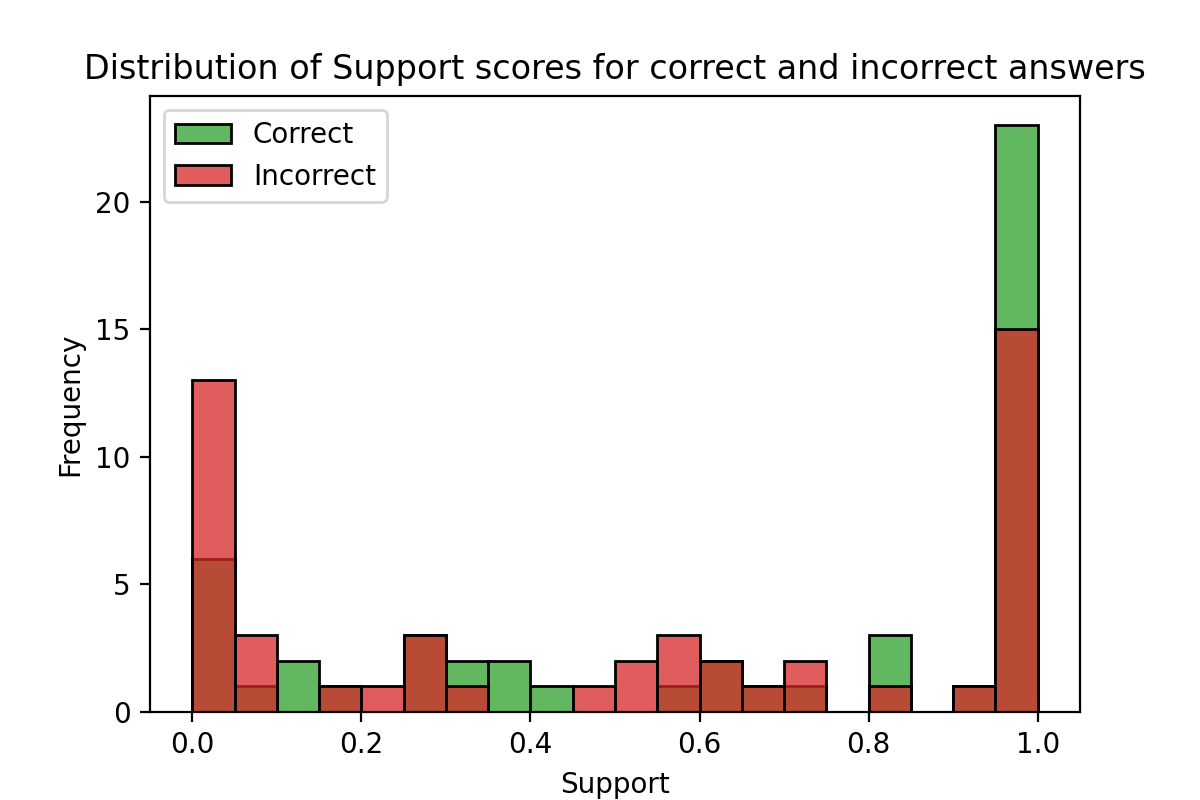 Distribution of Support scores for correct and incorrect answers
Correct
Incorrect
Frequency
20
15
10
5
0
0.0 0.2 0.4 0.6 0.8 1.0
Support